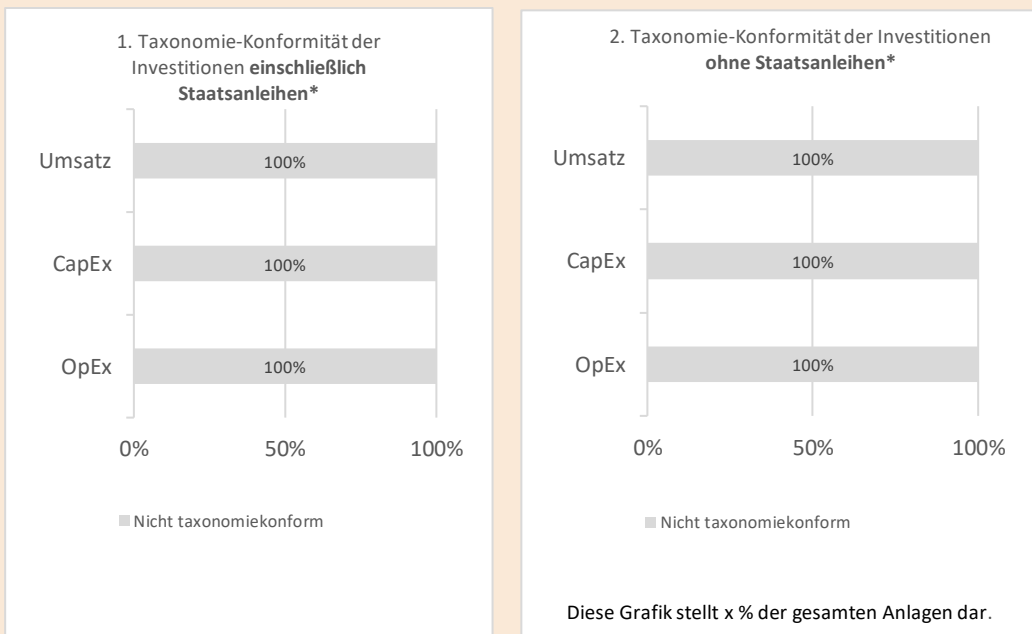 1. Taxonomie-Konformität der
Investitionen einschließlich
Staatsanleihen*
Umsatz
100%
CapEx
100%
OpEx
100%
0%
50%
100%
Nicht taxonomiekonform
2. Taxonomie-Konformität der Investitionen
ohne Staatsanleihen*
Umsatz
100%
CapEx
100%
OpEx
100%
0%
50%
100%
Nicht taxonomiekonform
Diese Grafik stellt x % der gesamten Anlagen dar.